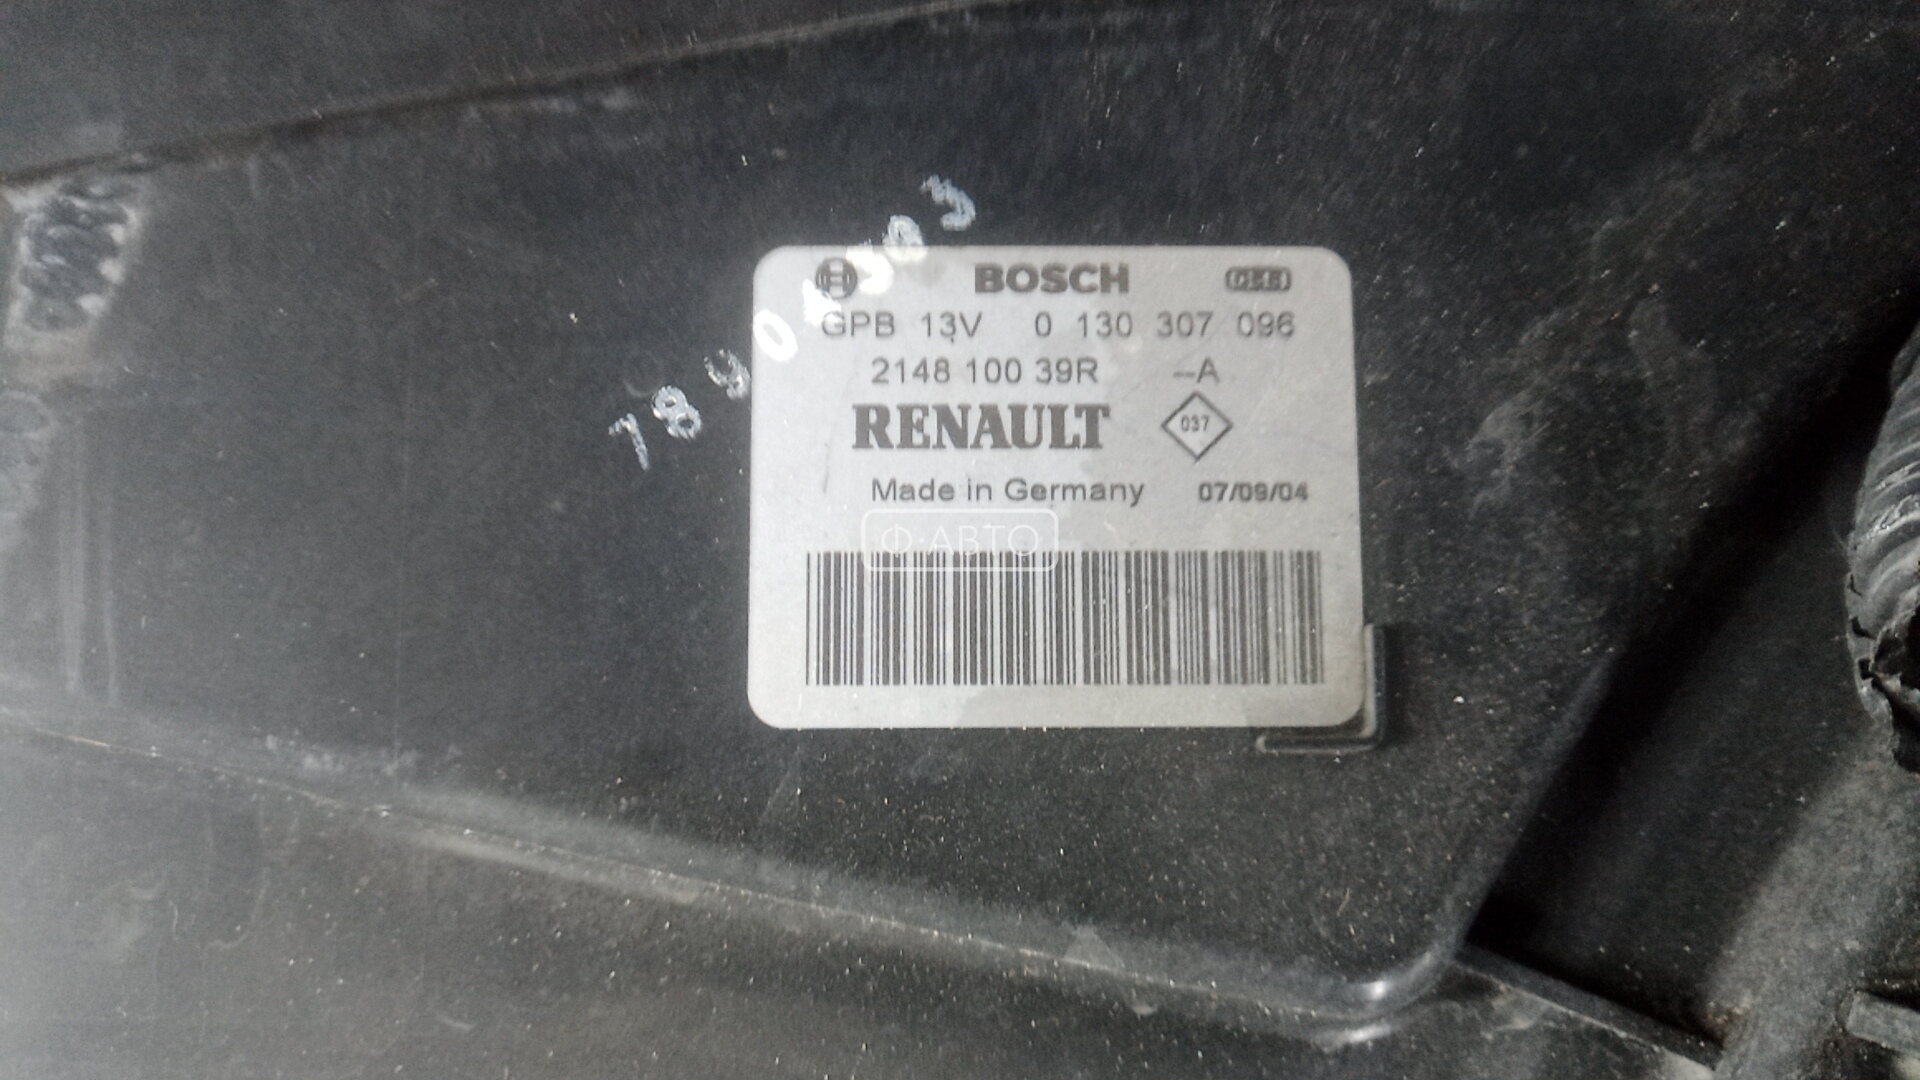 BOSCH
GPB 13V 0 130 307 096
2148 100 39R --A
RENAULT 037
Made in Germany 07/09/04
Ф·АВТО